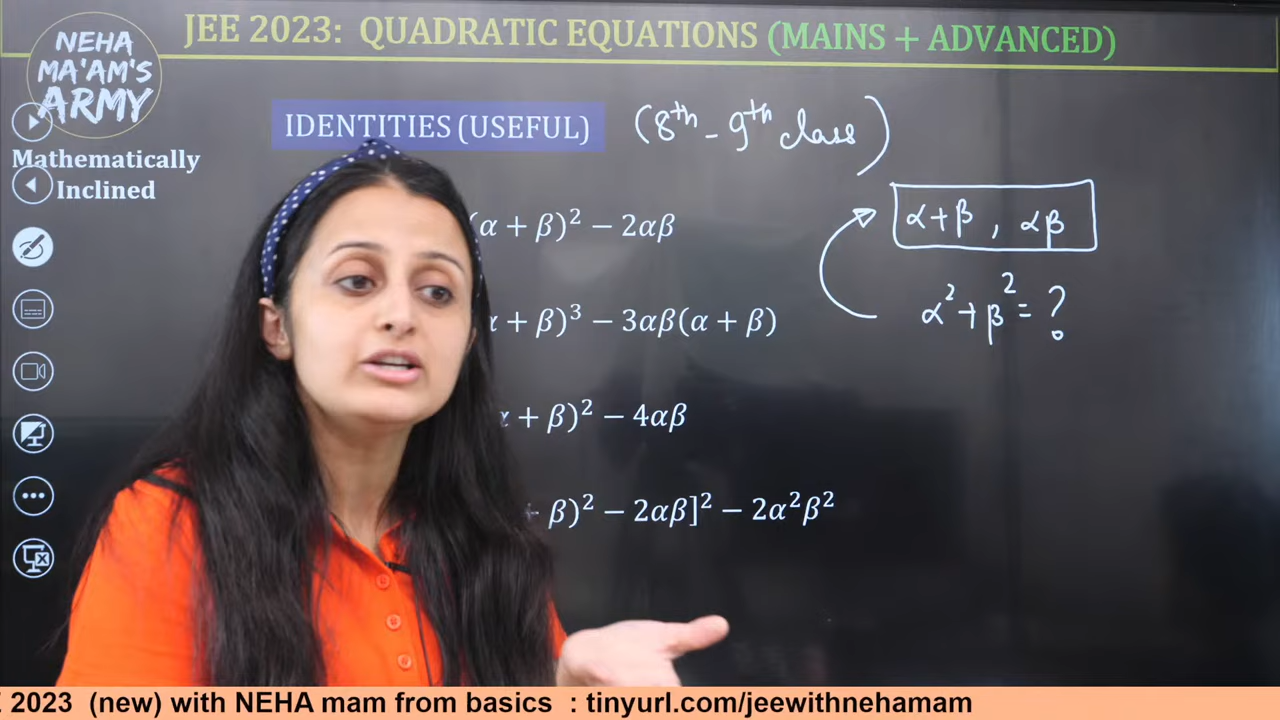 JEE 2023: QUADRATIC EQUATIONS (MAINS + ADVANCED)
NEHA
MA'AM'S
ARMY
Mathematically
Inclined
IDENTITIES (USEFUL) (8th - 9th class)
(α + β)² − 2αβ
α+β , αβ
α² + β² = ?
+ β)³ − 3αβ(α + β)
+ β)² − 4αβ
β)² − 2αβ]² − 2α²β²
2023 (new) with NEHA mam from basics : tinyurl.com/jeewithnehamam